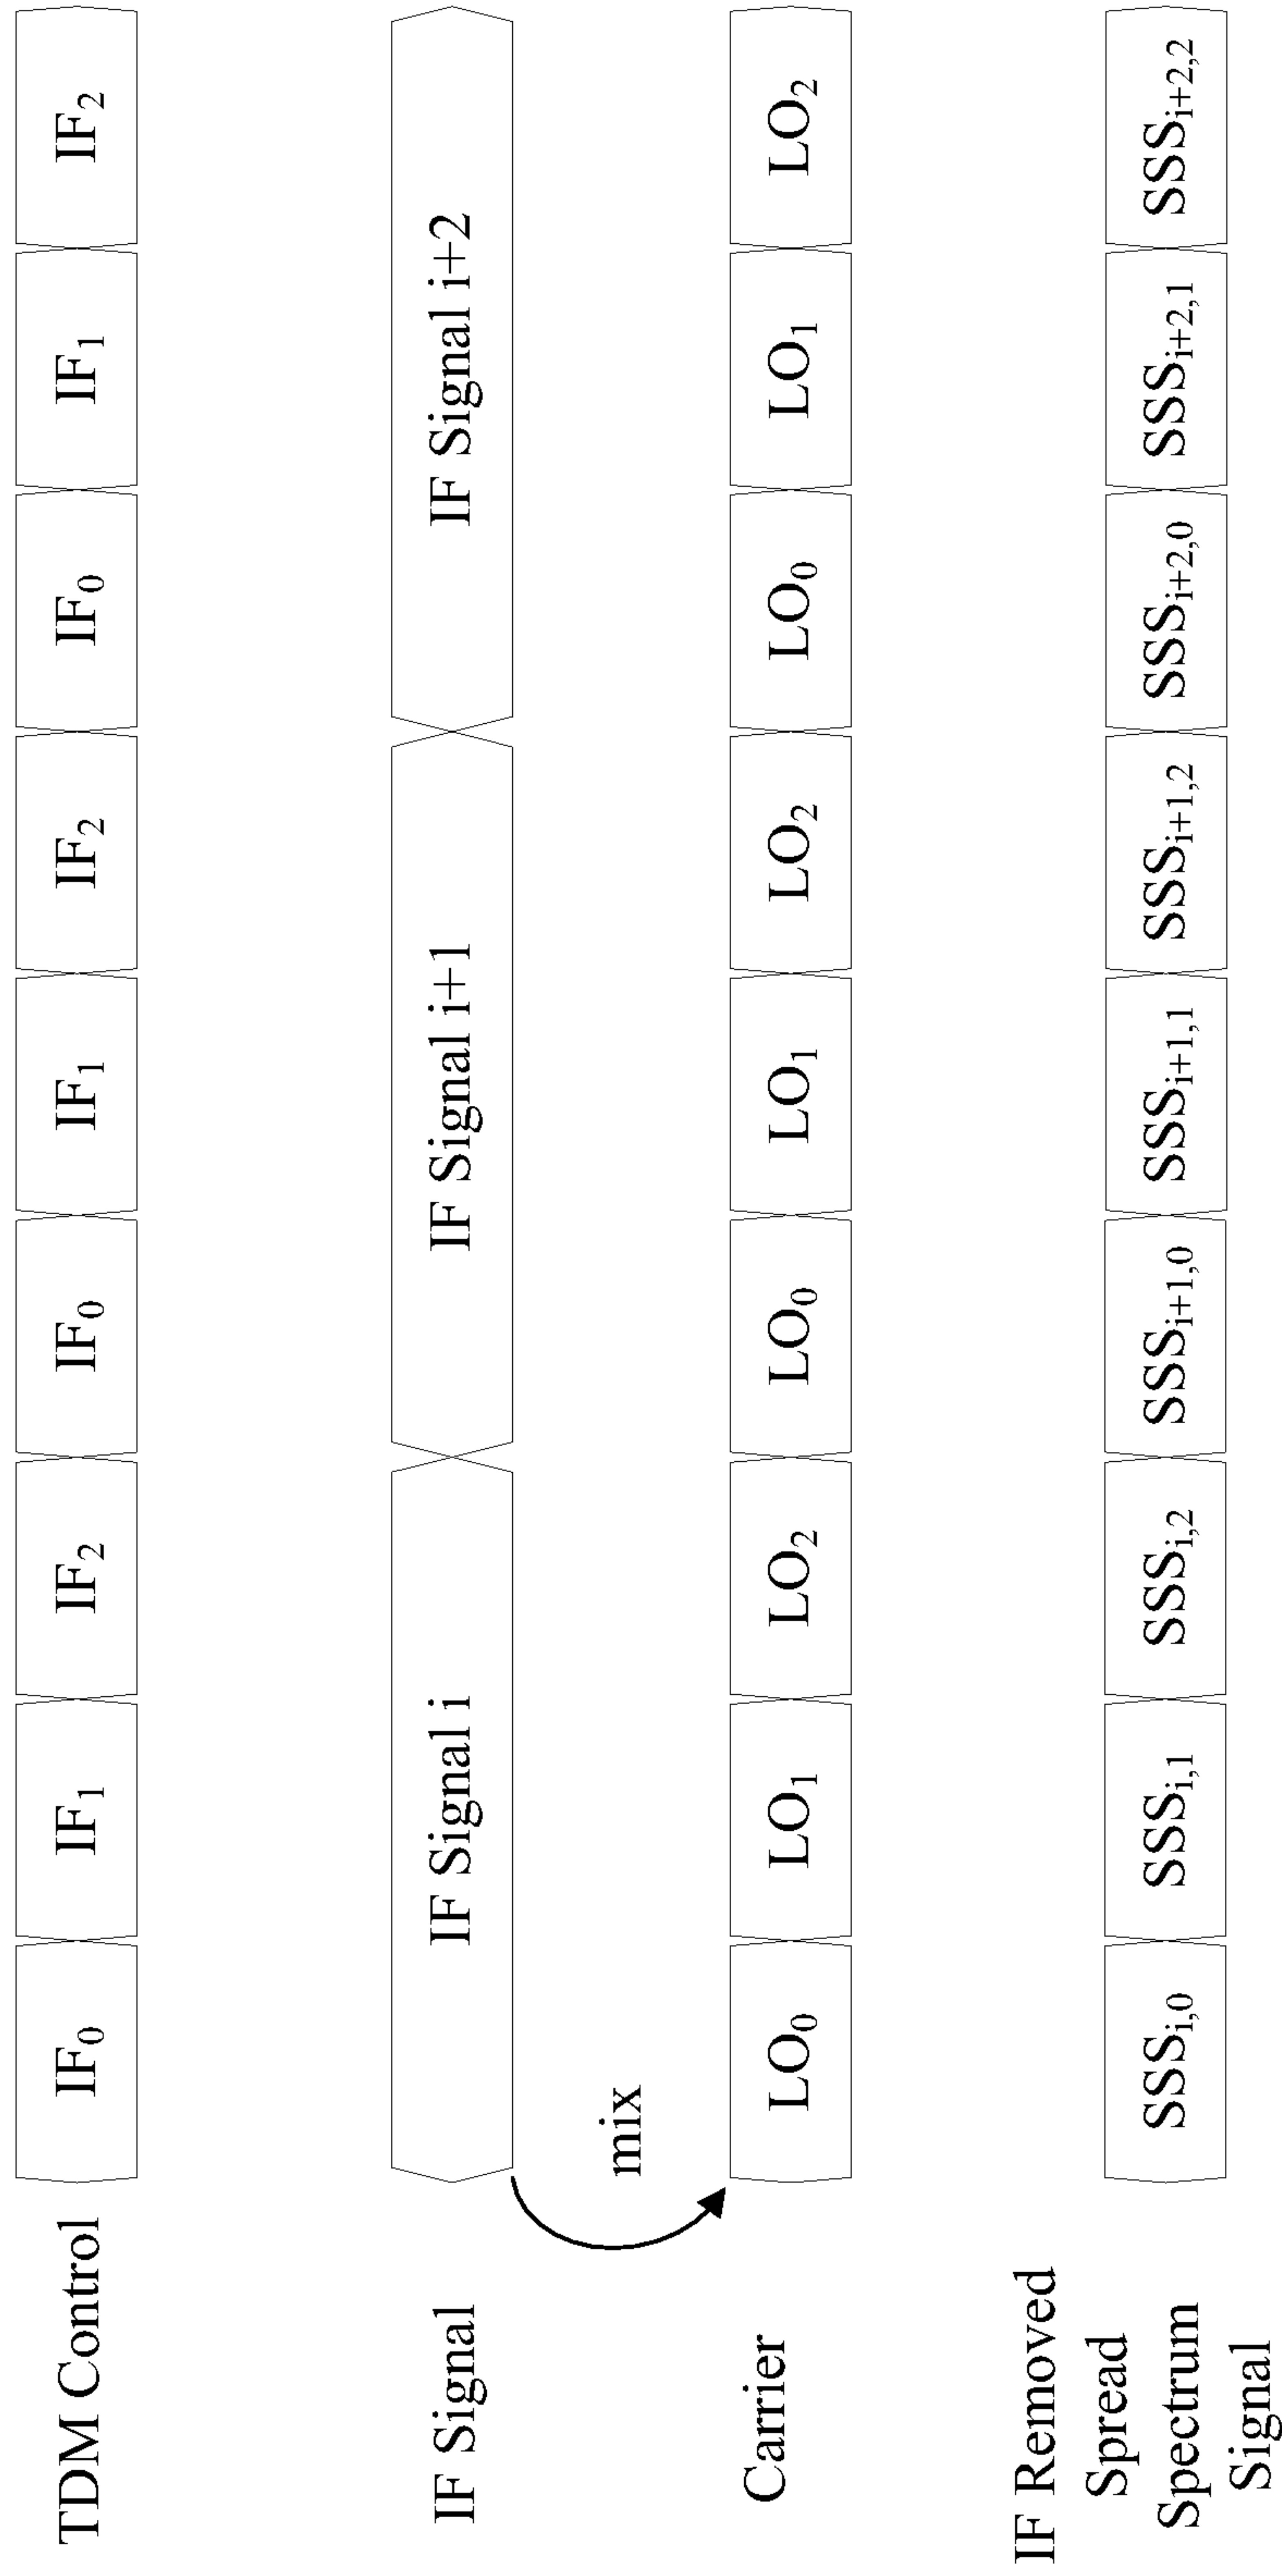 TDM Control
IF₀ IF₁ IF₂ IF₀ IF₁ IF₂ IF₀ IF₁ IF₂
IF Signal
IF Signal i IF Signal i+1 IF Signal i+2
mix
Carrier
LO₀ LO₁ LO₂ LO₀ LO₁ LO₂ LO₀ LO₁ LO₂
IF Removed
Spread
Spectrum
Signal
SSSi,0 SSSi,1 SSSi,2 SSSi+1,0 SSSi+1,1 SSSi+1,2 SSSi+2,0 SSSi+2,1 SSSi+2,2